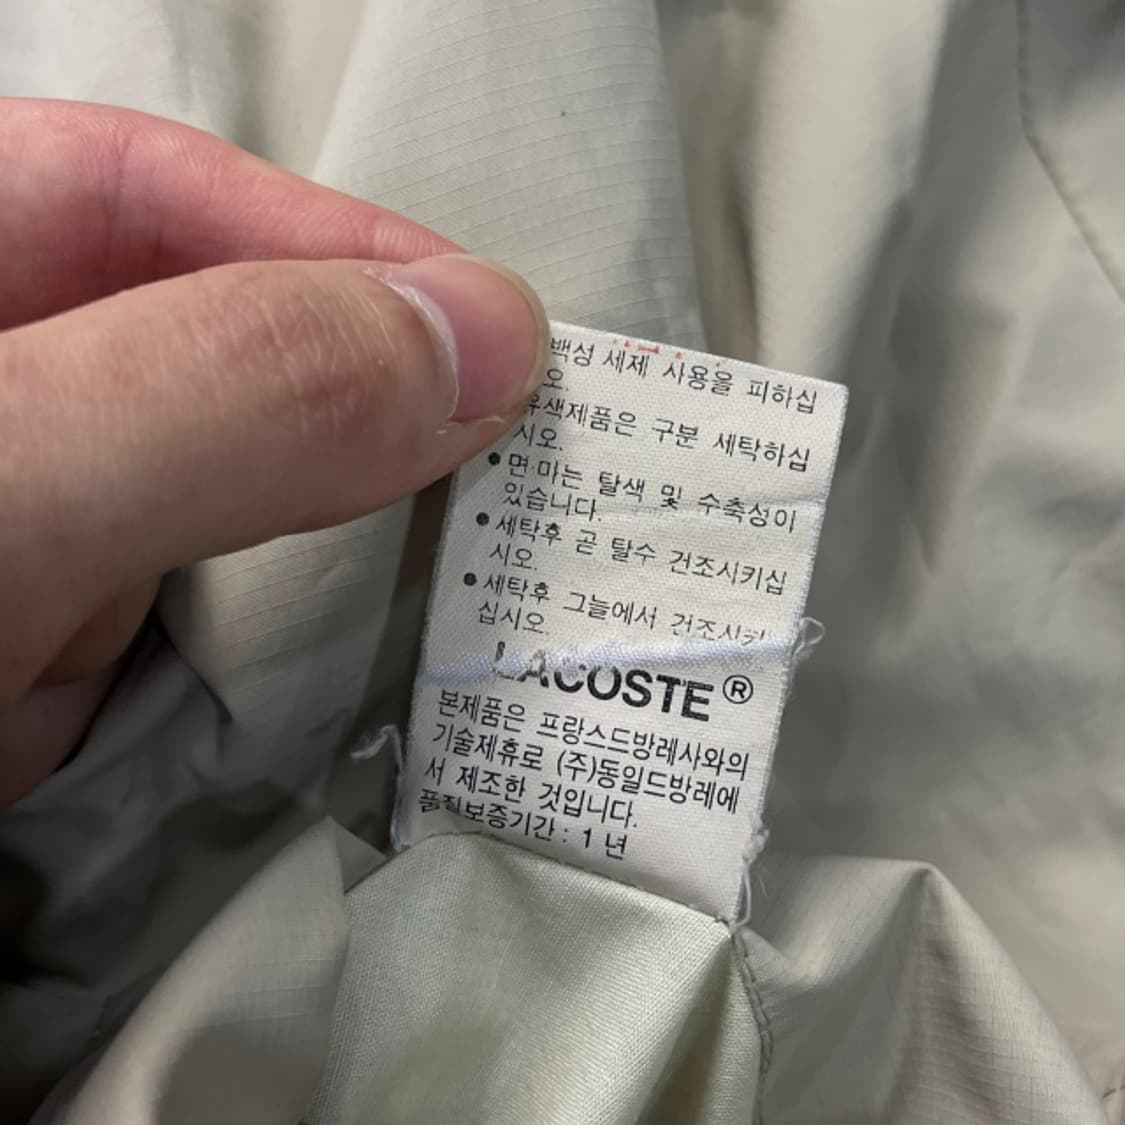 백성 세제 사용을 피하십
오.
유색제품은 구분 세탁하십
시오.
● 면·마는 탈색 및 수축성이
있습니다.
● 세탁후 곧 탈수 건조시키십
시오.
● 세탁후 그늘에서 건조시키
십시오.
LACOSTE®
본제품은 프랑스드방레사와의
기술제휴로 (주)동일드방레에
서 제조한 것입니다.
품질보증기간 : 1 년